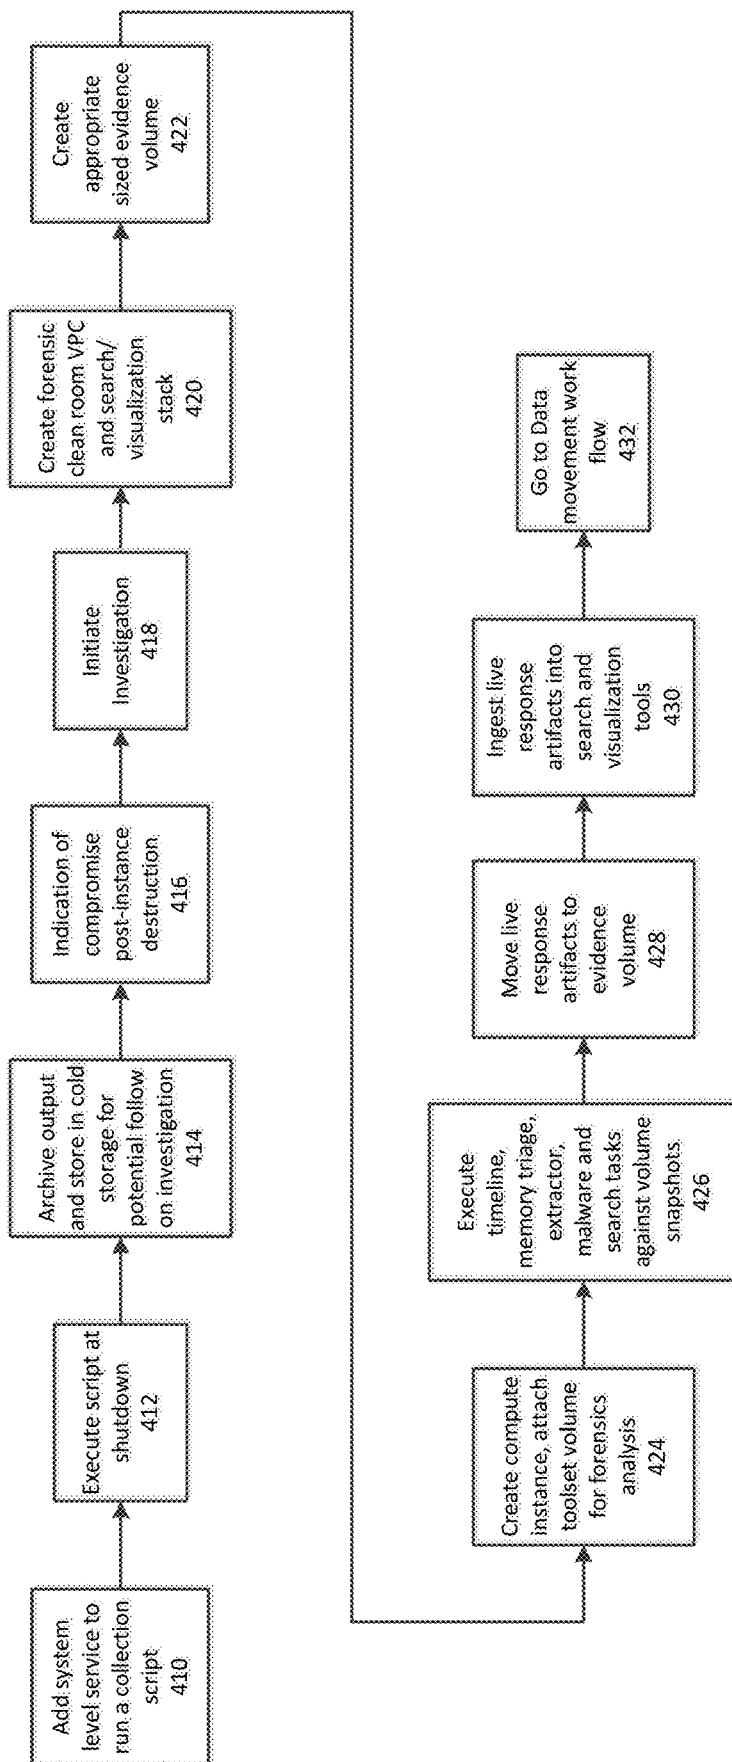 Add system
level service to
run a collection
script
410
Execute script at
shutdown
412
Archive output
and store in cold
storage for
potential follow
on investigation
414
Indication of
compromise
post-instance
destruction
416
Initiate
Investigation
418
Create forensic
clean room VPC
and search/
visualization
stack
420
Create
appropriate
sized evidence
volume
422
Create compute
instance, attach
toolset volume
for forensics
analysis
424
Execute
timeline,
memory triage,
extractor,
malware and
search tasks
against volume
snapshots
426
Move live
response
artifacts to
evidence
volume
428
Ingest live
response
artifacts into
search and
visualization
tools
430
Go to Data
movement work
flow
432